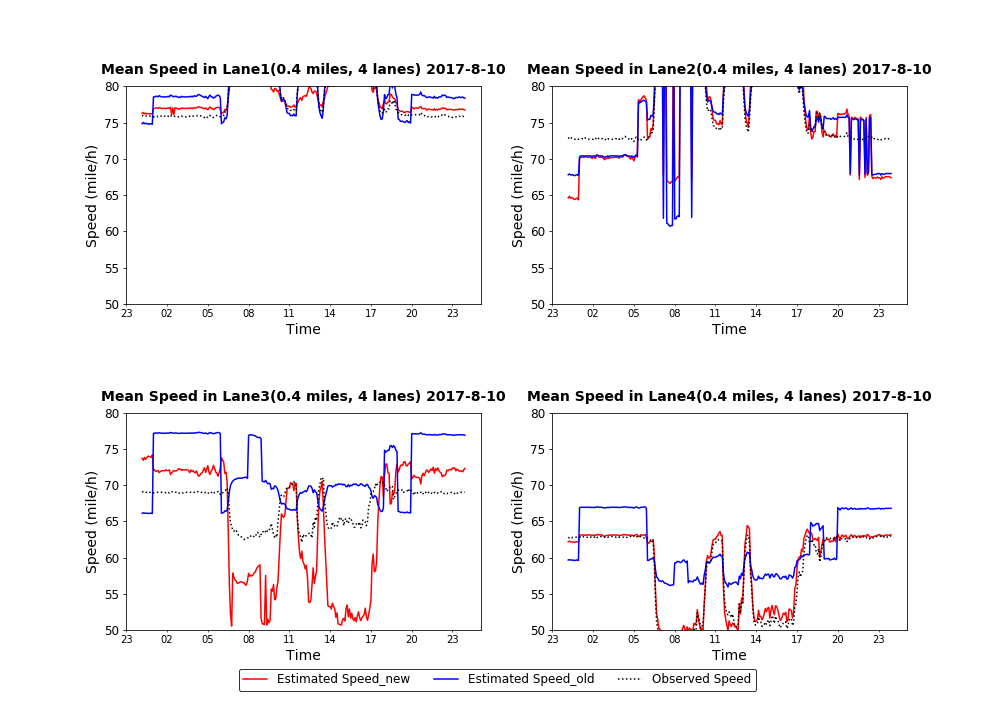 Mean Speed in Lane1(0.4 miles, 4 lanes) 2017-8-10
80
75
70
65
60
55
50
Speed (mile/h)
23 02 05 08 11 14 17 20 23
Time
Mean Speed in Lane2(0.4 miles, 4 lanes) 2017-8-10
80
75
70
65
60
55
50
Speed (mile/h)
23 02 05 08 11 14 17 20 23
Time
Mean Speed in Lane3(0.4 miles, 4 lanes) 2017-8-10
80
75
70
65
60
55
50
Speed (mile/h)
23 02 05 08 11 14 17 20 23
Time
Mean Speed in Lane4(0.4 miles, 4 lanes) 2017-8-10
80
75
70
65
60
55
50
Speed (mile/h)
23 02 05 08 11 14 17 20 23
Time
Estimated Speed_new Estimated Speed_old Observed Speed